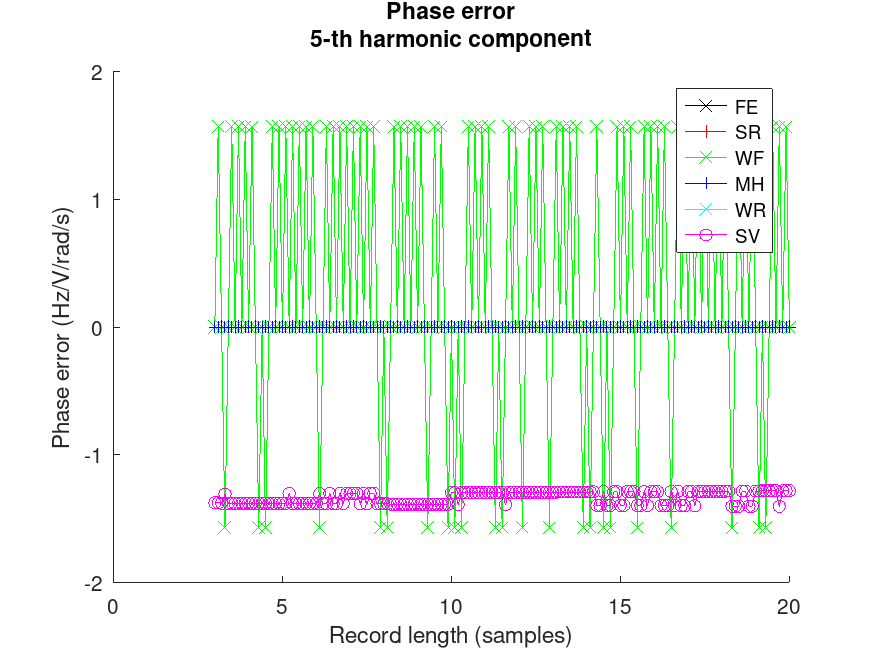 Phase error
5-th harmonic component
2
1
0
-1
-2
Phase error (Hz/V/rad/s)
FE
SR
WF
MH
WR
SV
0
5
10
15
20
Record length (samples)